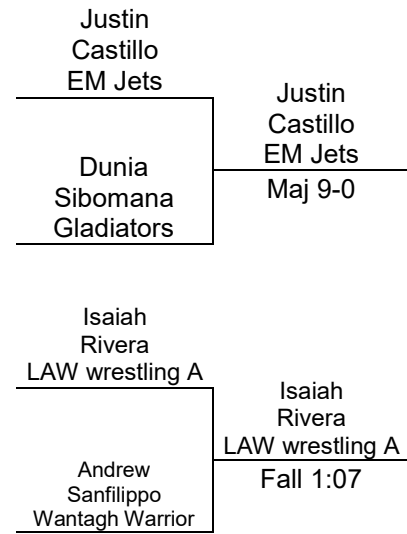 Justin
Castillo
EM Jets
Dunia
Sibomana
Gladiators
Justin
Castillo
EM Jets
Maj 9-0
Isaiah
Rivera
LAW wrestling A
Andrew
Sanfilippo
Wantagh Warrior
Isaiah
Rivera
LAW wrestling A
Fall 1:07